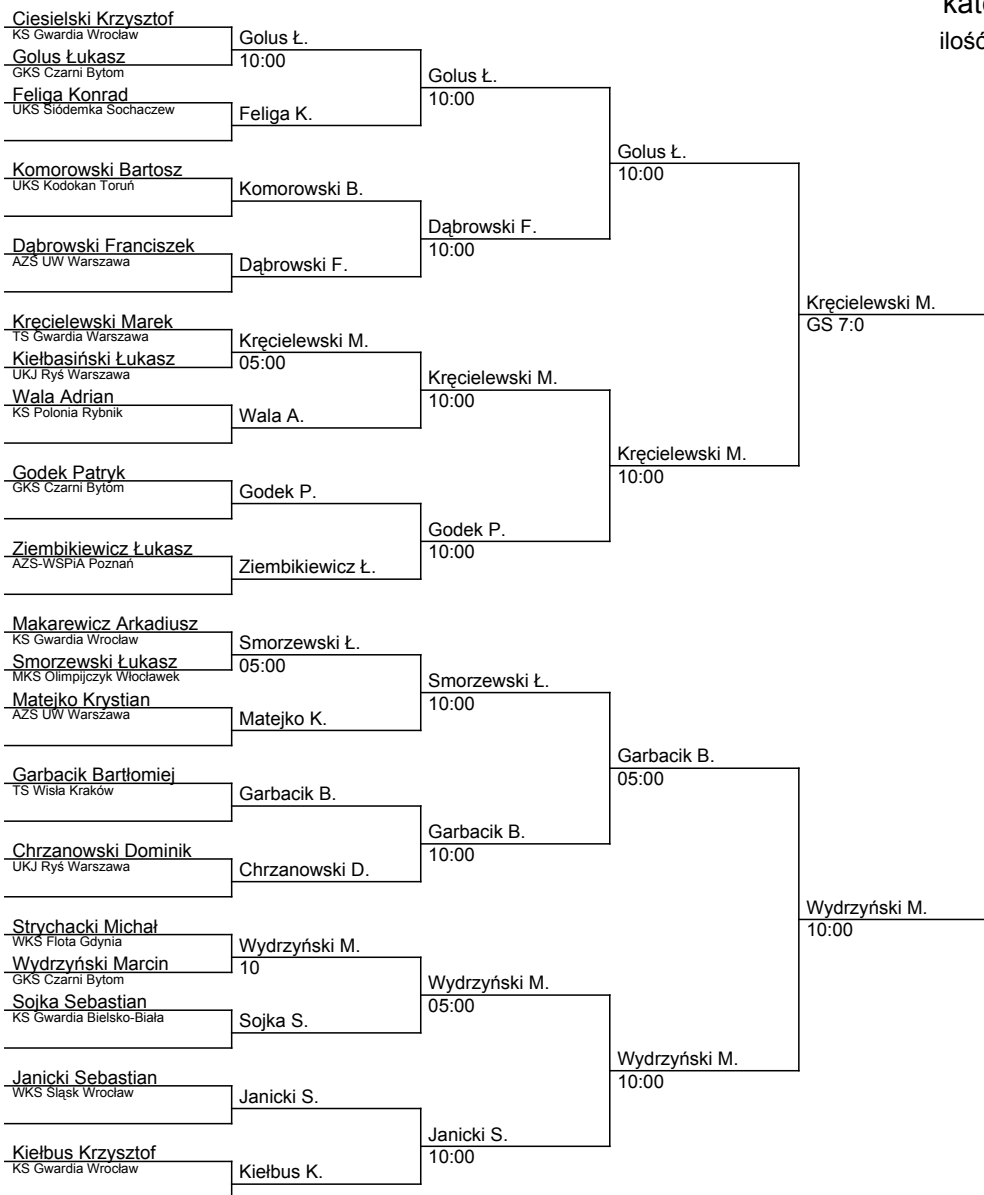 kat
ilość
Ciesielski Krzysztof
KS Gwardia Wrocław
Golus Łukasz
GKS Czarni Bytom
Feliga Konrad
UKS Siódemka Sochaczew
Komorowski Bartosz
UKS Kodokan Toruń
Dąbrowski Franciszek
AZS UW Warszawa
Kręcielewski Marek
TS Gwardia Warszawa
Kiełbasiński Łukasz
UKJ Ryś Warszawa
Wala Adrian
KS Polonia Rybnik
Godek Patryk
GKS Czarni Bytom
Ziembikiewicz Łukasz
AZS-WSPiA Poznań
Makarewicz Arkadiusz
KS Gwardia Wrocław
Smorzewski Łukasz
MKS Olimpijczyk Włocławek
Matejko Krystian
AZS UW Warszawa
Garbacik Bartłomiej
TS Wisła Kraków
Chrzanowski Dominik
UKJ Ryś Warszawa
Strychacki Michał
WKS Flota Gdynia
Wydrzyński Marcin
GKS Czarni Bytom
Sojka Sebastian
KS Gwardia Bielsko-Biała
Janicki Sebastian
WKS Śląsk Wrocław
Kiełbus Krzysztof
KS Gwardia Wrocław
Golus Ł.
10:00
Feliga K.
Komorowski B.
Dąbrowski F.
Kręcielewski M.
05:00
Wala A.
Godek P.
Ziembikiewicz Ł.
Smorzewski Ł.
05:00
Matejko K.
Garbacik B.
Chrzanowski D.
Wydrzyński M.
10
Sojka S.
Janicki S.
Kiełbus K.
Golus Ł.
10:00
Dąbrowski F.
10:00
Kręcielewski M.
10:00
Godek P.
10:00
Smorzewski Ł.
10:00
Garbacik B.
10:00
Wydrzyński M.
05:00
Janicki S.
10:00
Golus Ł.
10:00
Kręcielewski M.
10:00
Garbacik B.
05:00
Wydrzyński M.
10:00
Kręcielewski M.
GS 7:0
Wydrzyński M.
10:00